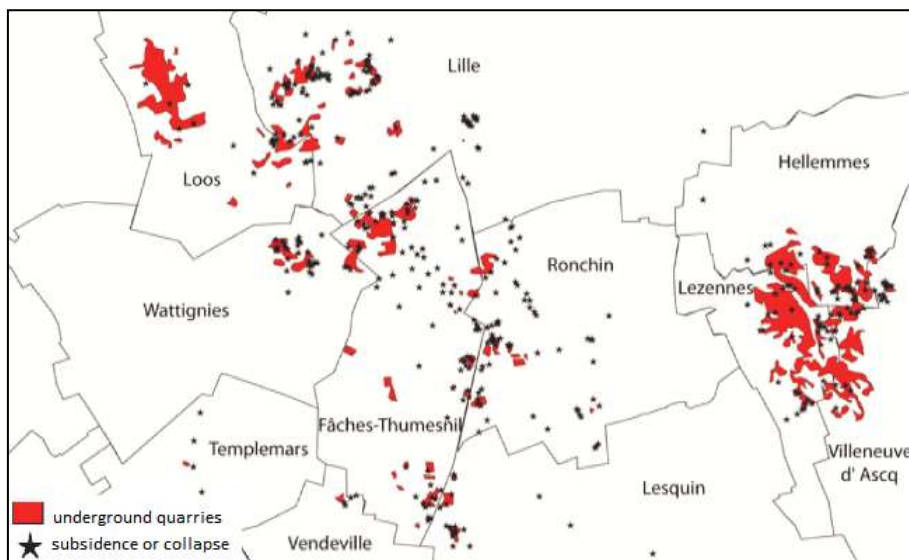 Lille
Hellemmes
Loos
Ronchin
Lezennes
Wattignies
Fâches-Thumesnil
Templemars
Villeneuve
d' Ascq
Lesquin
Vendeville
underground quarries
subsidence or collapse